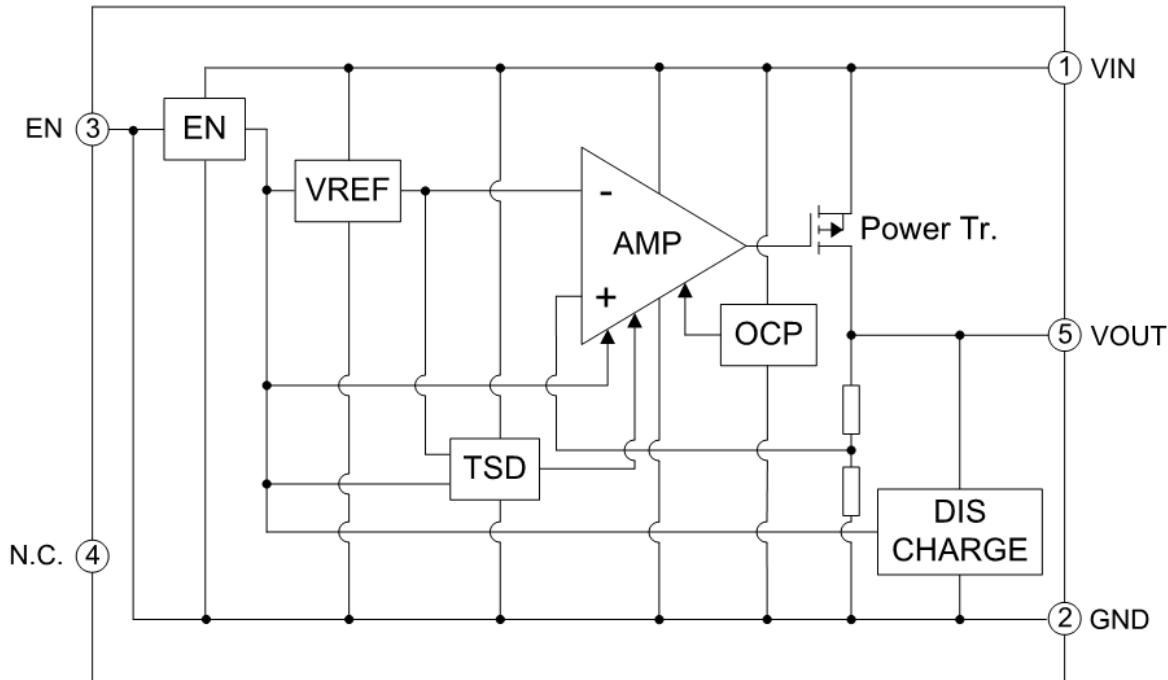 1 VIN
EN 3
EN
VREF
-
AMP
+
Power Tr.
OCP
5 VOUT
TSD
DIS
CHARGE
N.C. 4
2 GND